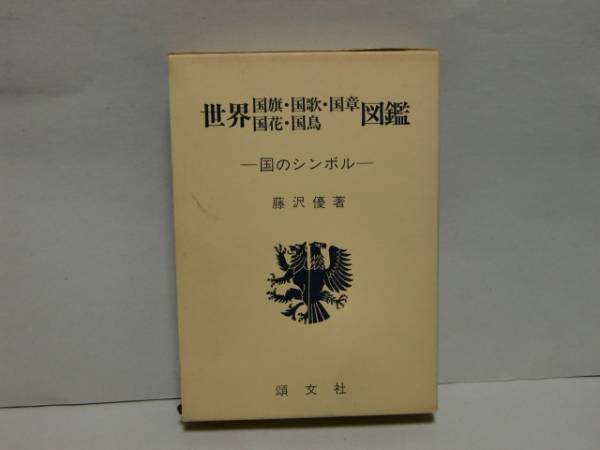 世界国旗・国歌・国章図鑑
国花・国鳥
―国のシンボル―
藤沢優著
頌文社